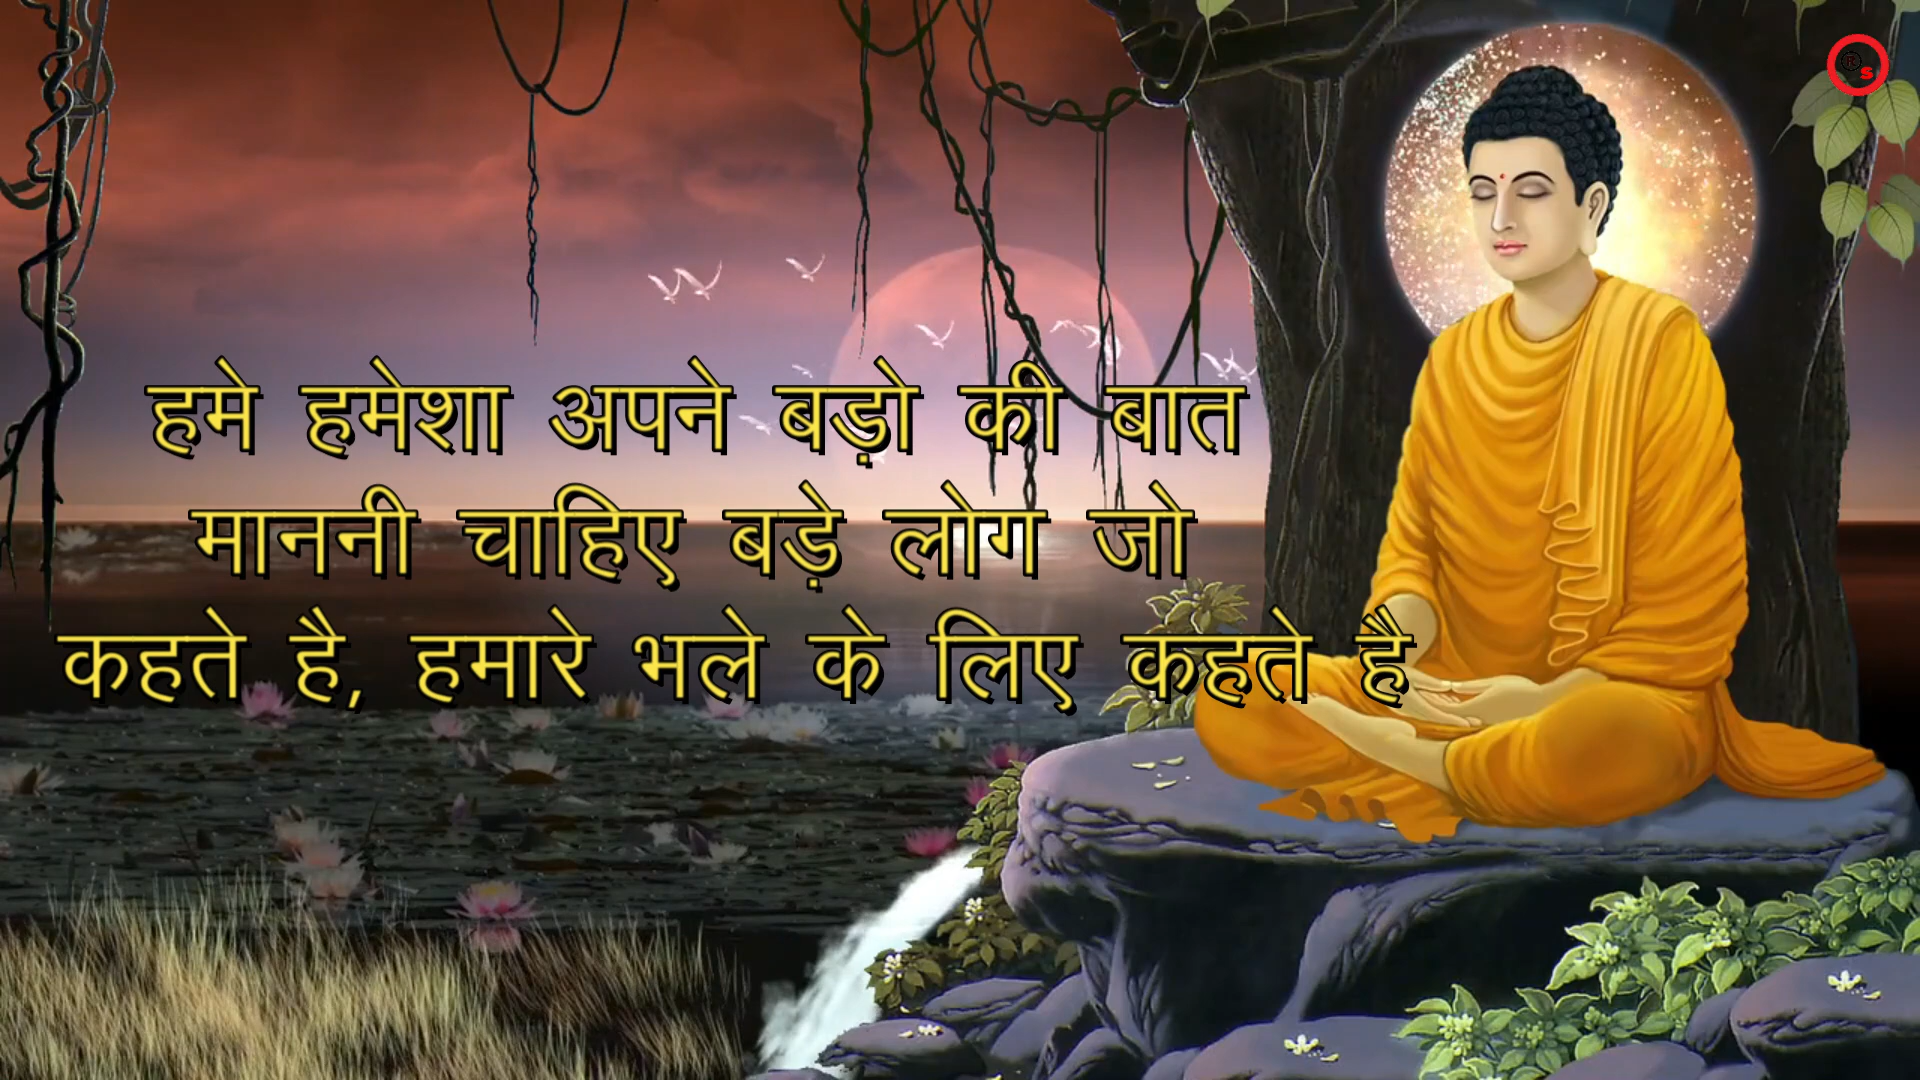 हमे हमेशा अपने बड़ो की बात
माननी चाहिए बड़े लोग जो
कहते है, हमारे भले के लिए कहते है
®s